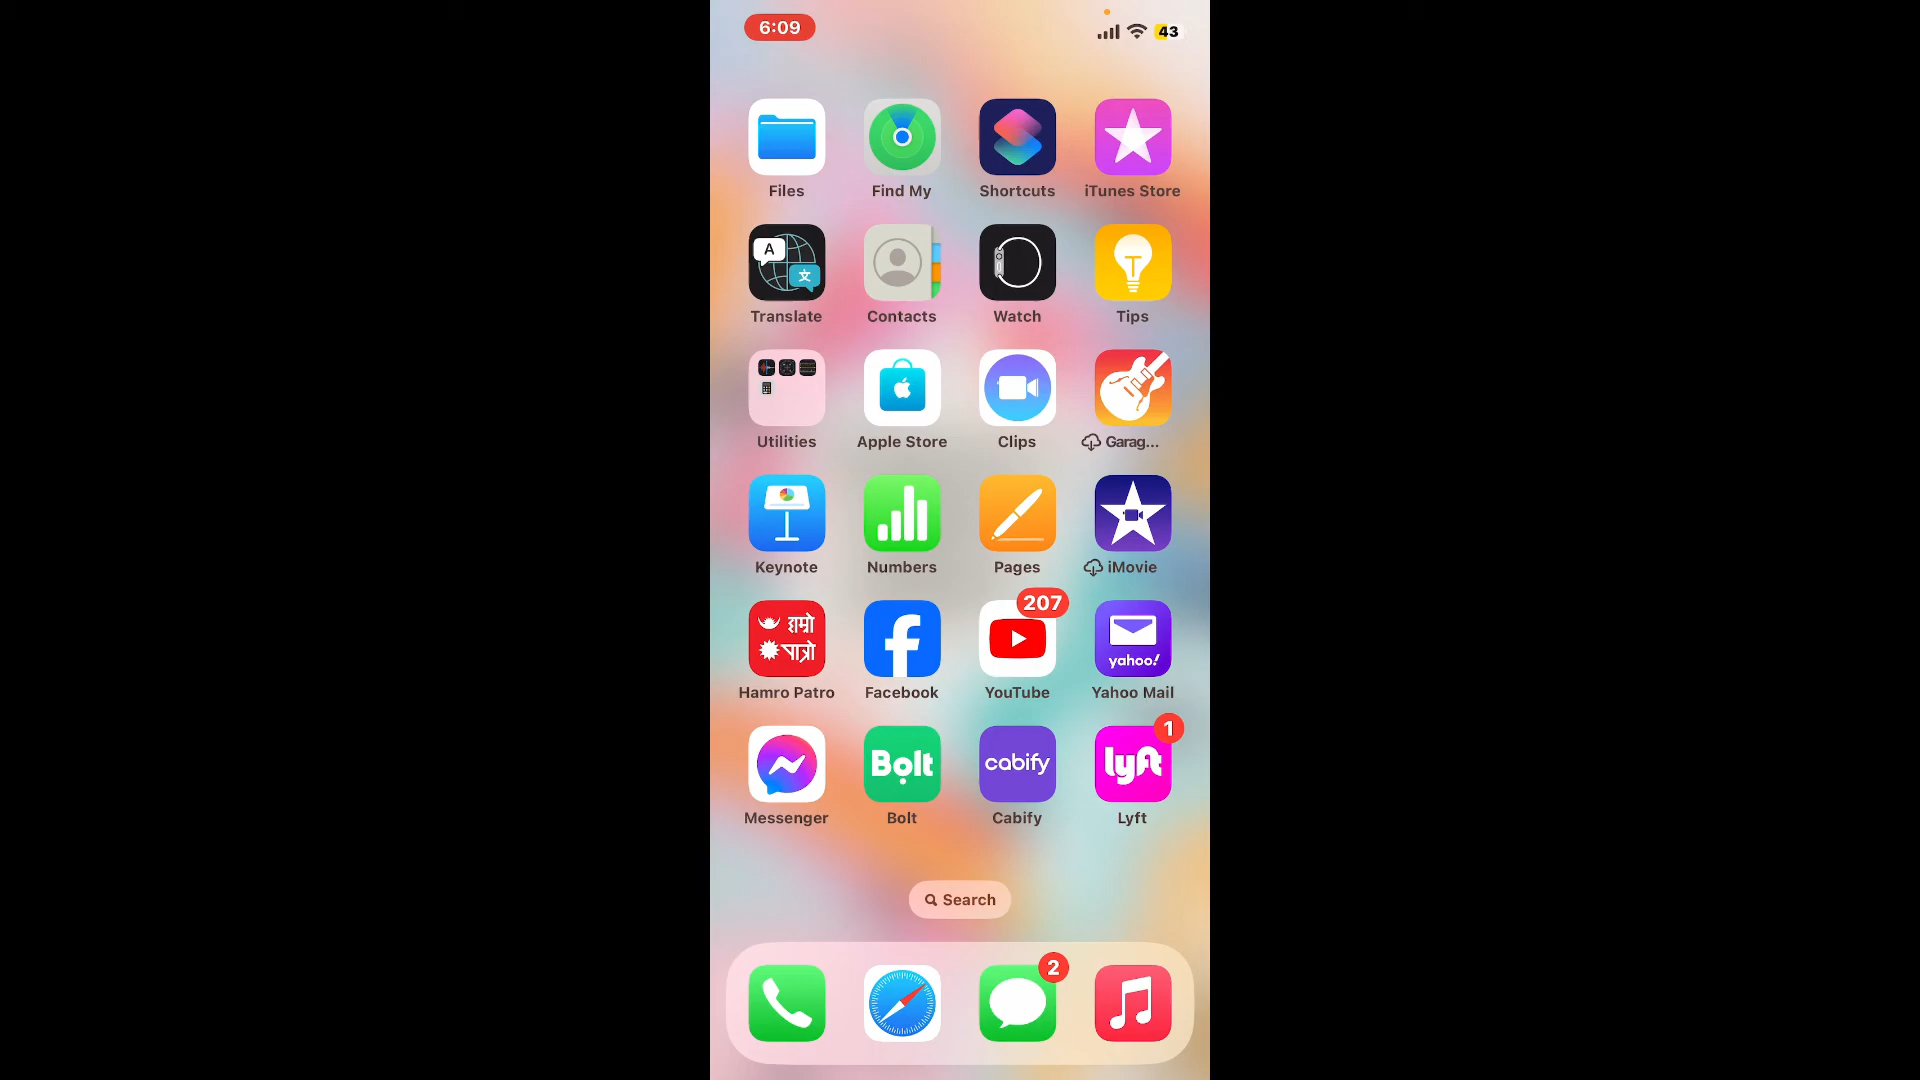 6:09
43
Files
Find My
Shortcuts
iTunes Store
A
文
Translate
Contacts
Watch
Tips
Utilities
Apple Store
Clips
Garag...
Keynote
Numbers
Pages
iMovie
हाम्रो
पात्रो
207
yahoo!
Hamro Patro
Facebook
YouTube
Yahoo Mail
Bolt
cabify
lyft
1
Messenger
Bolt
Cabify
Lyft
Search
2